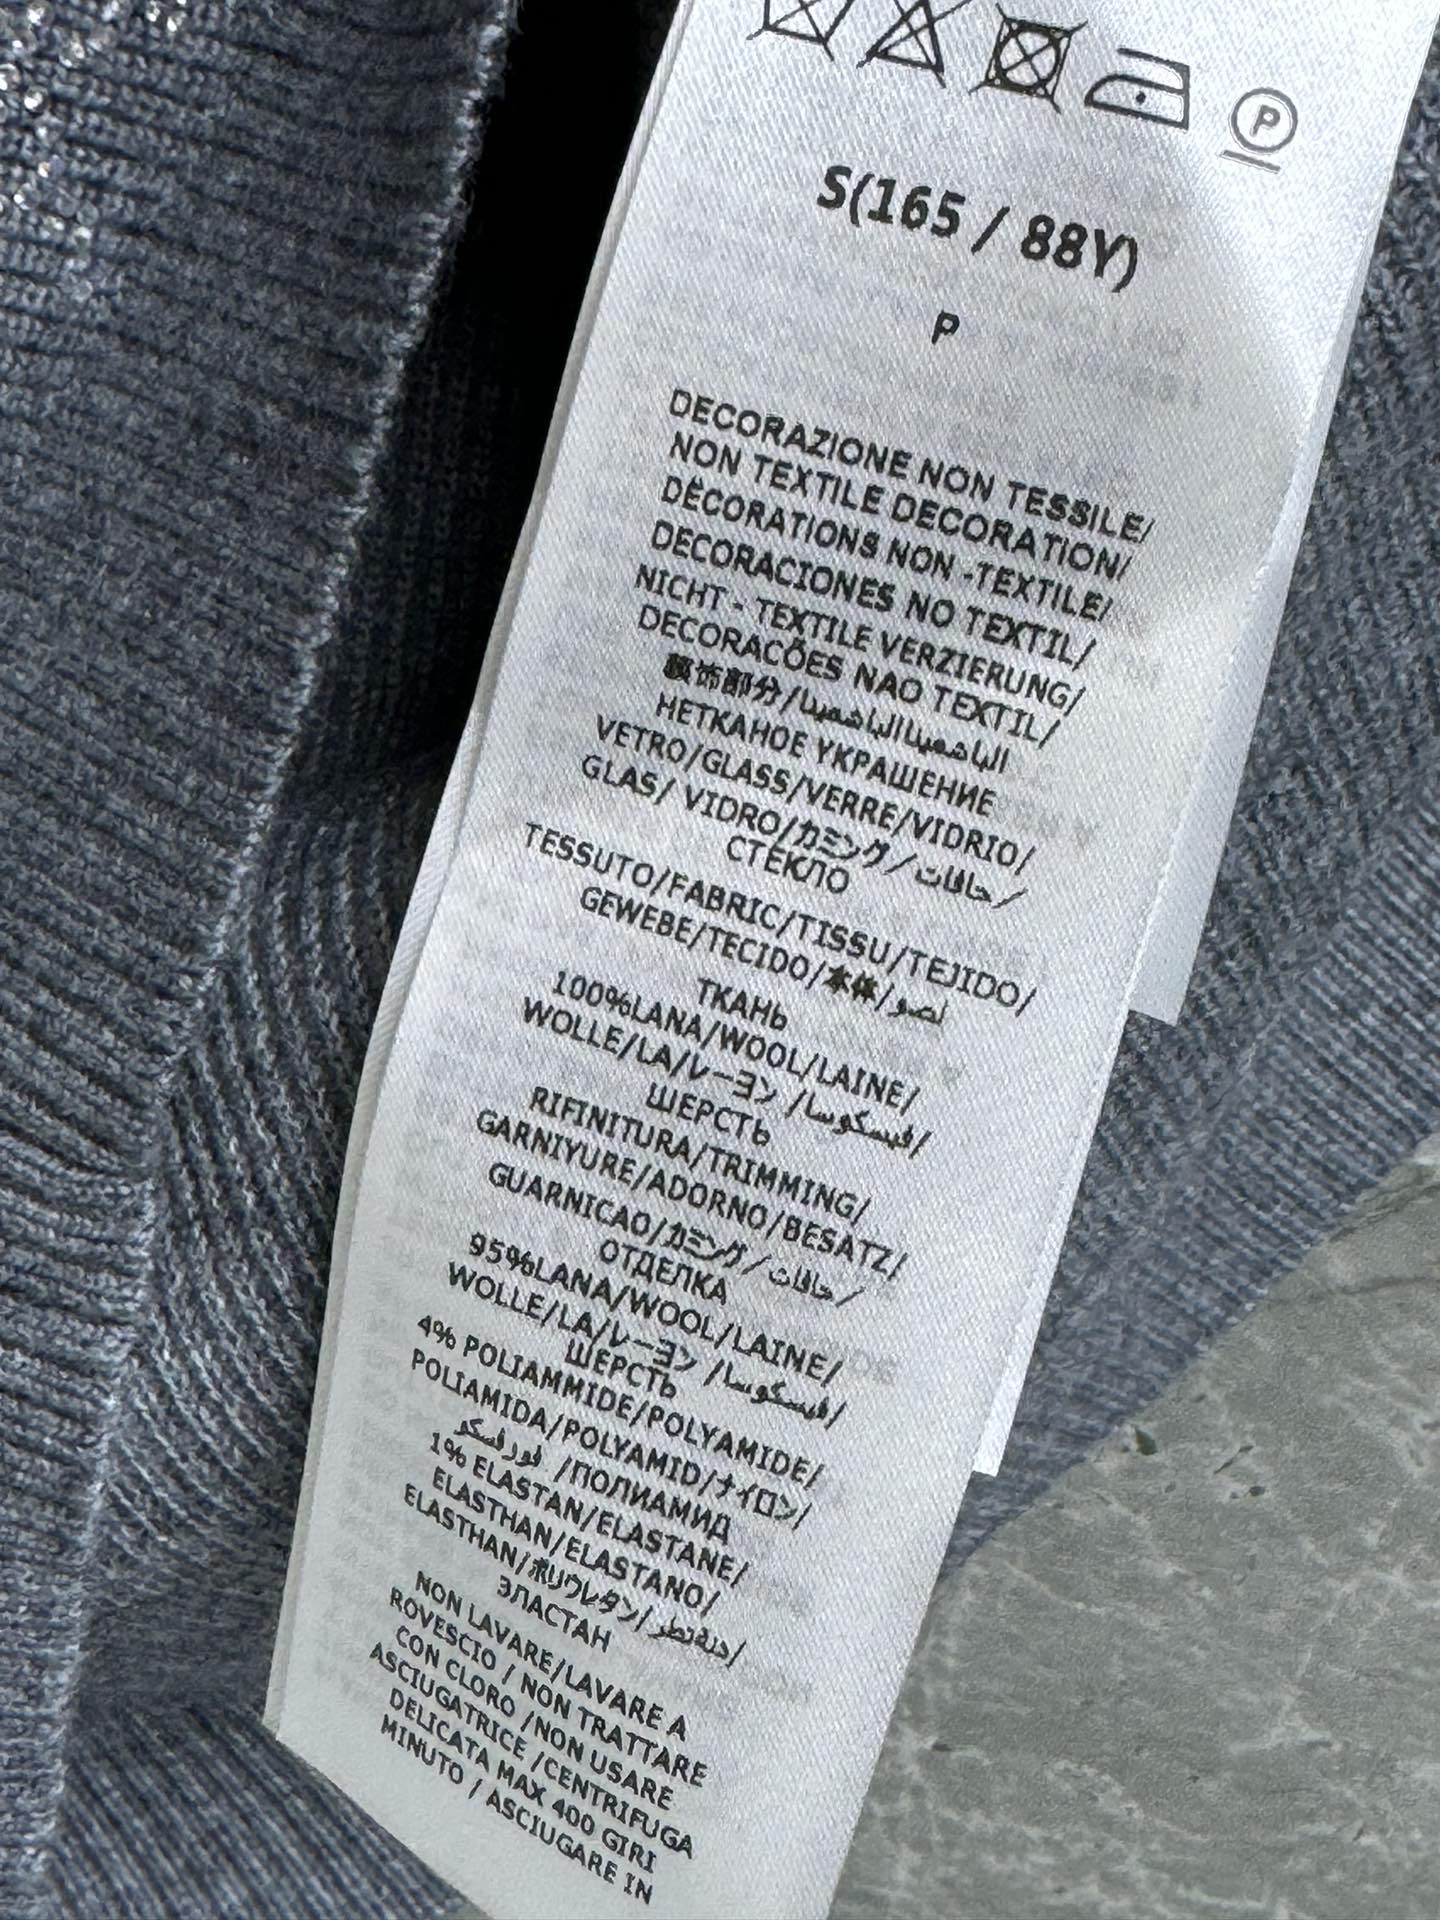 P
S(165 / 88Y)
P
DECORAZIONE NON TESSILE/
NON TEXTILE DECORATION/
DÉCORATIONS NON -TEXTILE/
DECORACIONES NO TEXTIL/
NICHT - TEXTILE VERZIERUNG/
DECORACÕES NAO TEXTIL/
装饰部分/
НЕТКАНОЕ УКРАШЕНИЕ
VETRO/GLASS/VERRE/VIDRIO/
GLAS/ VIDRO/カミング/ حافات/
СТЕКЛО
TESSUTO/FABRIC/TISSU/TEJIDO/
GEWEBE/TECIDO/本体/لصو
ТКАНЬ
100%LANA/WOOL/LAINE/
WOLLE/LA/レーヨン /فيسكوسا/
ШЕРСТЬ
RIFINITURA/TRIMMING/
GARNIYURE/ADORNO/BESATZ/
GUARNICAO/カミング/ حافات/
ОТДЕЛКА
95%LANA/WOOL/LAINE/
WOLLE/LA/レーヨン /فيسكوسا/
ШЕРСТЬ
4% POLIAMMIDE/POLYAMIDE/
POLIAMIDA/POLYAMID/ナイロン/
/ПОЛИАМИД
1% ELASTAN/ELASTANE/
ELASTHAN/ELASTANO/
ELASTHAN/ポリウレタン/
ЭЛАСТАН
NON LAVARE/LAVARE A
ROVESCIO / NON TRATTARE
CON CLORO /NON USARE
ASCIUGATRICE /CENTRIFUGA
DELICATA MAX 400 GIRI
MINUTO / ASCIUGARE IN